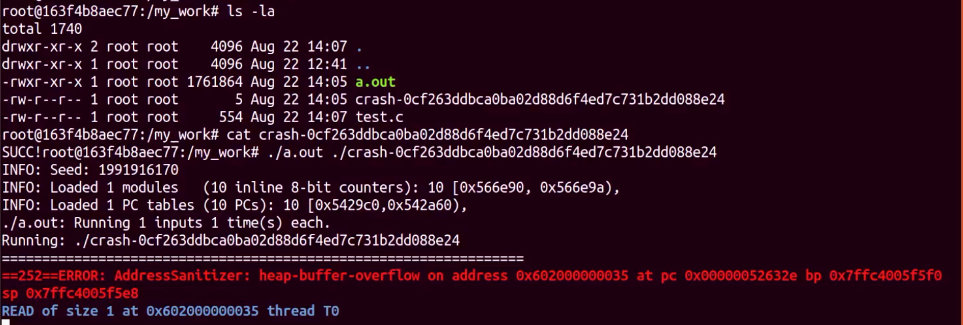 root@163f4b8aec77:/my_work# ls -la
total 1740
drwxr-xr-x 2 root root    4096 Aug 22 14:07 .
drwxr-xr-x 1 root root    4096 Aug 22 12:41 ..
-rwxr-xr-x 1 root root 1761864 Aug 22 14:05 a.out
-rw-r--r-- 1 root root       5 Aug 22 14:05 crash-0cf263ddbca0ba02d88d6f4ed7c731b2dd088e24
-rw-r--r-- 1 root root     554 Aug 22 14:07 test.c
root@163f4b8aec77:/my_work# cat crash-0cf263ddbca0ba02d88d6f4ed7c731b2dd088e24
SUCC!root@163f4b8aec77:/my_work# ./a.out ./crash-0cf263ddbca0ba02d88d6f4ed7c731b2dd088e24
INFO: Seed: 1991916170
INFO: Loaded 1 modules   (10 inline 8-bit counters): 10 [0x566e90, 0x566e9a),
INFO: Loaded 1 PC tables (10 PCs): 10 [0x5429c0,0x542a60),
./a.out: Running 1 inputs 1 time(s) each.
Running: ./crash-0cf263ddbca0ba02d88d6f4ed7c731b2dd088e24
=================================================================
==252==ERROR: AddressSanitizer: heap-buffer-overflow on address 0x602000000035 at pc 0x00000052632e bp 0x7ffc4005f5f0
sp 0x7ffc4005f5e8
READ of size 1 at 0x602000000035 thread T0